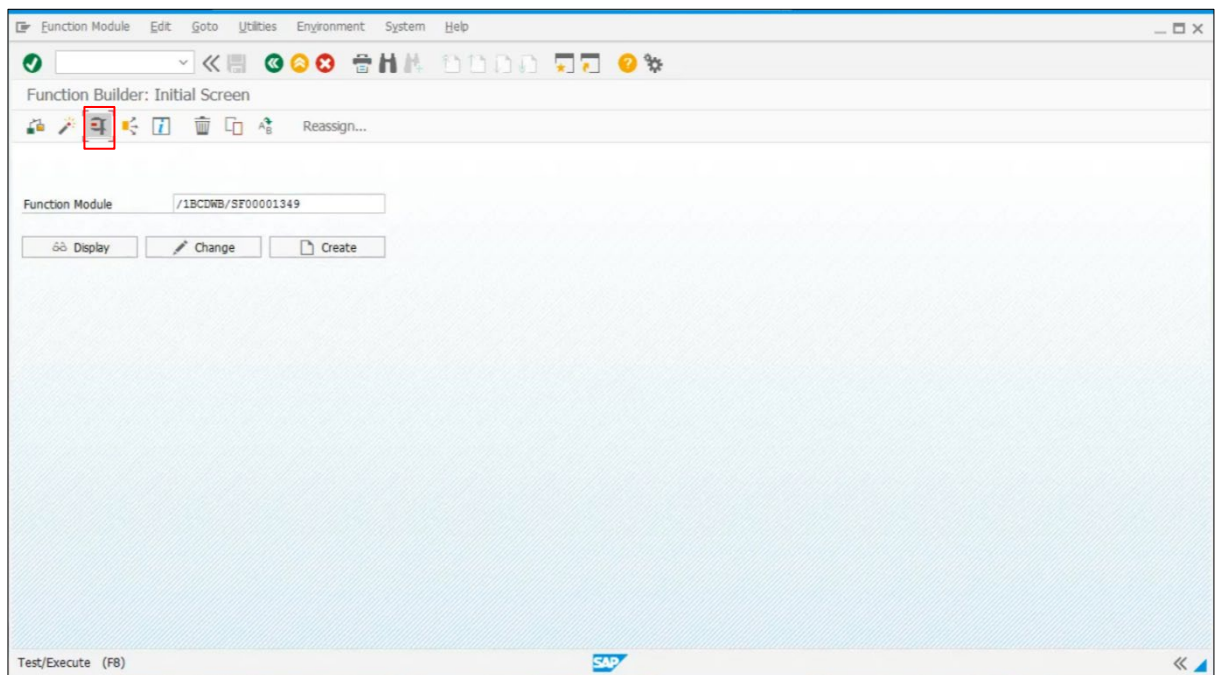 Function Module Edit Goto Utilities Environment System Help
Function Builder: Initial Screen
Reassign...
Function Module /1BCDWB/SF00001349
Display Change Create
Test/Execute (F8) SAP